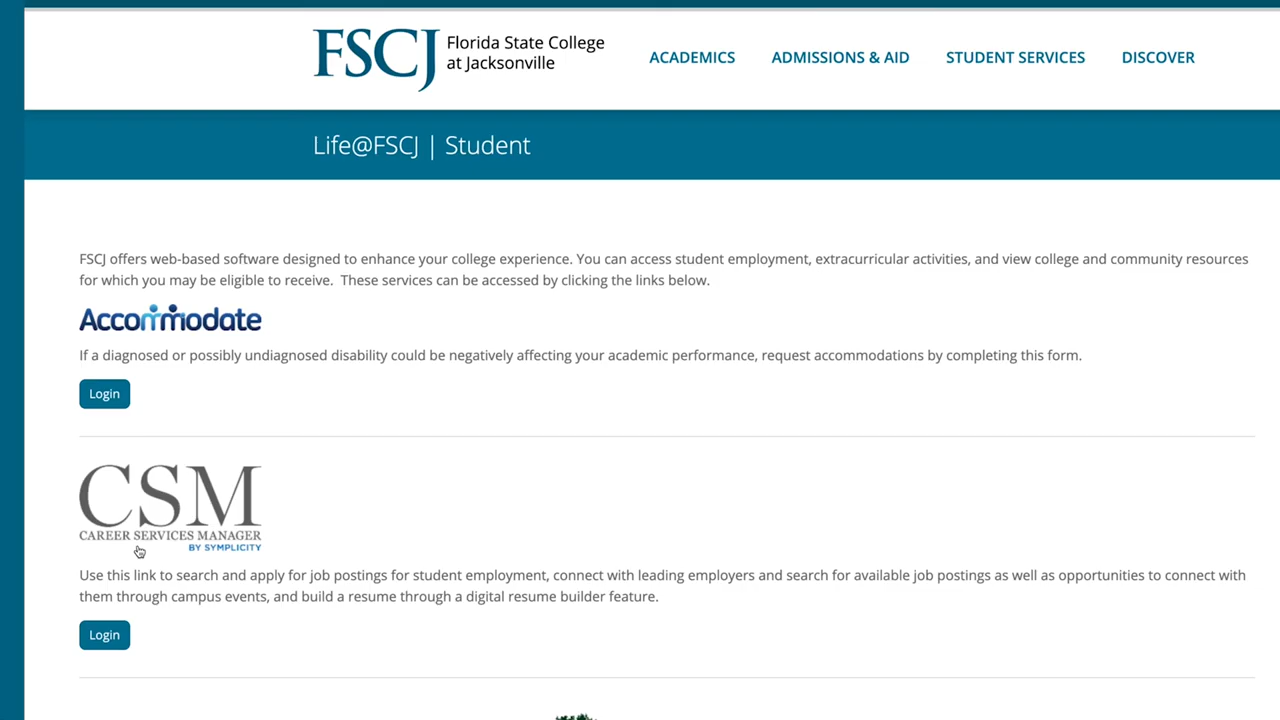 FSCJ
Florida State College
at Jacksonville
ACADEMICS
ADMISSIONS & AID
STUDENT SERVICES
DISCOVER
Life@FSCJ | Student
FSCJ offers web-based software designed to enhance your college experience. You can access student employment, extracurricular activities, and view college and community resources
for which you may be eligible to receive.  These services can be accessed by clicking the links below.
Accommodate
If a diagnosed or possibly undiagnosed disability could be negatively affecting your academic performance, request accommodations by completing this form.
Login
CSM
CAREER SERVICES MANAGER
BY SYMPLICITY
Use this link to search and apply for job postings for student employment, connect with leading employers and search for available job postings as well as opportunities to connect with
them through campus events, and build a resume through a digital resume builder feature.
Login